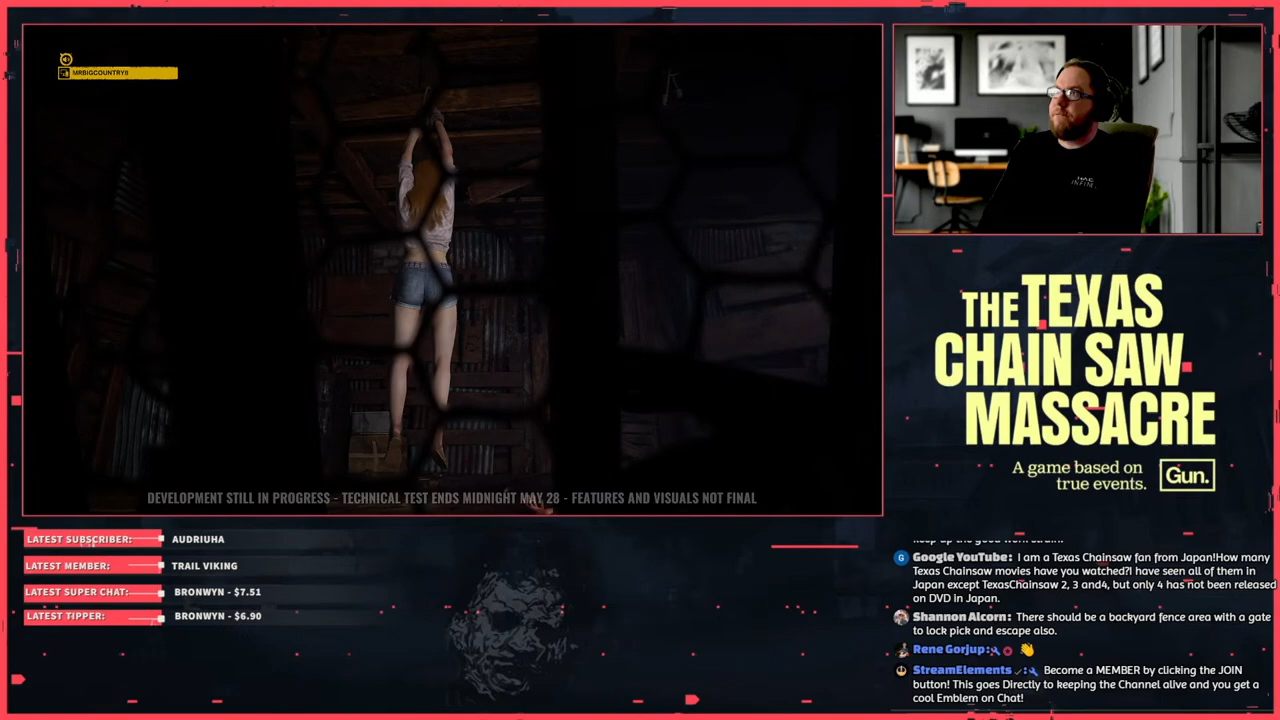 MRBIGCOUNTRY8
DEVELOPMENT STILL IN PROGRESS - TECHNICAL TEST ENDS MIDNIGHT MAY 28 - FEATURES AND VISUALS NOT FINAL
THE TEXAS
CHAIN SAW
MASSACRE
A game based on
true events.
Gun.
LATEST SUBSCRIBER: AUDRIUHA
LATEST MEMBER: TRAIL VIKING
LATEST SUPER CHAT: BRONWYN - $7.51
LATEST TIPPER: BRONWYN - $6.90
G Google YouTube: I am a Texas Chainsaw fan from Japan!How many
Texas Chainsaw movies have you watched?I have seen all of them in
Japan except TexasChainsaw 2, 3 and4, but only 4 has not been released
on DVD in Japan.
Shannon Alcorn: There should be a backyard fence area with a gate
to lock pick and escape also.
Rene Gorjup:
StreamElements: Become a MEMBER by clicking the JOIN
button! This goes Directly to keeping the Channel alive and you get a
cool Emblem on Chat!